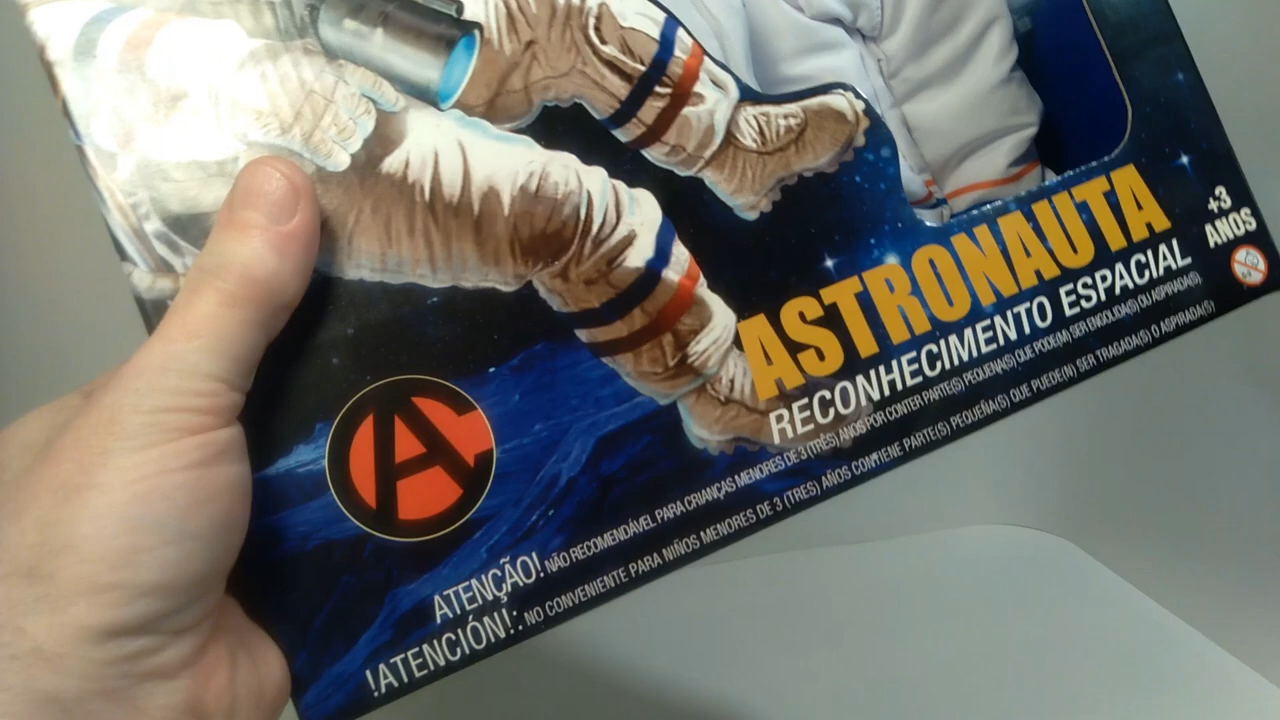 ASTRONAUTA
RECONHECIMENTO ESPACIAL
+3
ANOS
ATENÇÃO! NÃO RECOMENDÁVEL PARA CRIANÇAS MENORES DE 3 (TRÊS) ANOS POR CONTER PARTE(S) PEQUENA(S) QUE PODE(M) SER ENGOLIDA(S) OU ASPIRADA(S).
!ATENCIÓN!: NO CONVENIENTE PARA NIÑOS MENORES DE 3 (TRES) AÑOS CONTIENE PARTE(S) PEQUEÑA(S) QUE PUEDE(N) SER TRAGADA(S) O ASPIRADA(S)